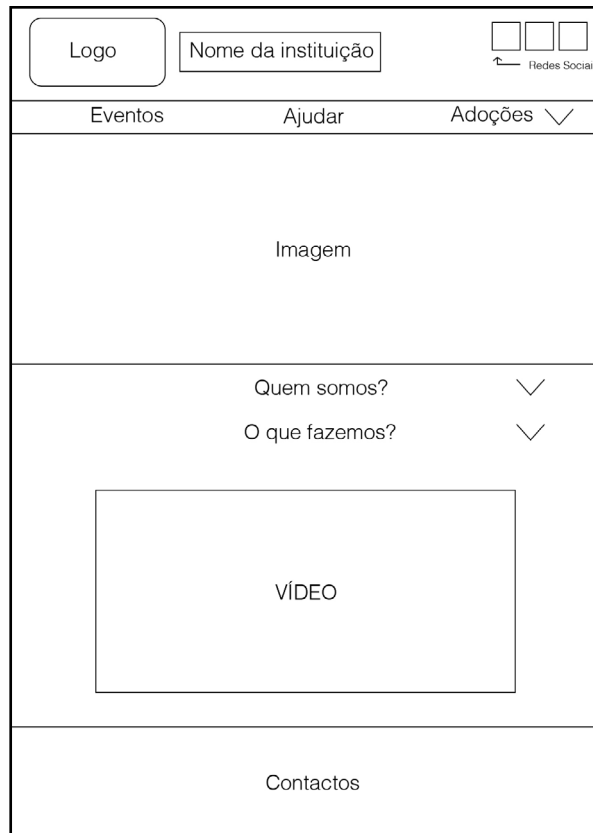 Logo
Nome da instituição
Redes Sociai
Eventos
Ajudar
Adoções
Imagem
Quem somos?
O que fazemos?
VÍDEO
Contactos